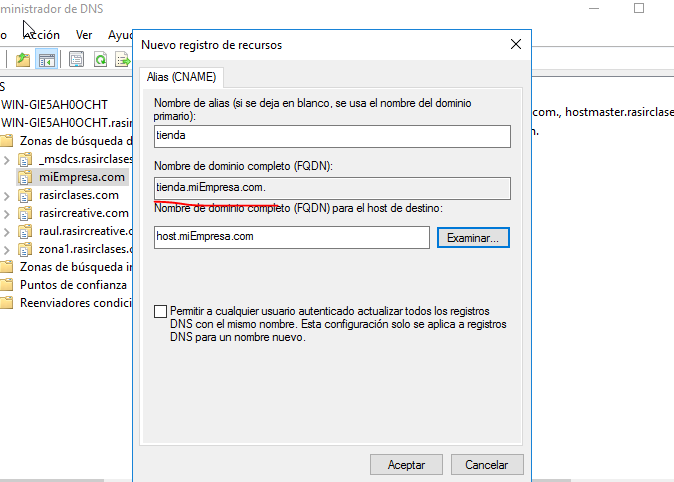 ministrador de DNS
o Acción Ver Ayu
Nuevo registro de recursos
Alias (CNAME)
Nombre de alias (si se deja en blanco, se usa el nombre del dominio
primario):
tienda
Nombre de dominio completo (FQDN):
tienda.miEmpresa.com.
Nombre de dominio completo (FQDN) para el host de destino:
host.miEmpresa.com
Examinar...
Permitir a cualquier usuario autenticado actualizar todos los registros
DNS con el mismo nombre. Esta configuración solo se aplica a registros
DNS para un nombre nuevo.
Aceptar
Cancelar
S
WIN-GIE5AH0OCHT
WIN-GIE5AH0OCHT.rasir
Zonas de búsqueda d
_msdcs.rasirclases
miEmpresa.com
rasirclases.com
rasircreative.com
raul.rasircreative.c
zona1.rasirclases.c
Zonas de búsqueda in
Puntos de confianza
Reenviadores condici
com., hostmaster.rasirclase
n.